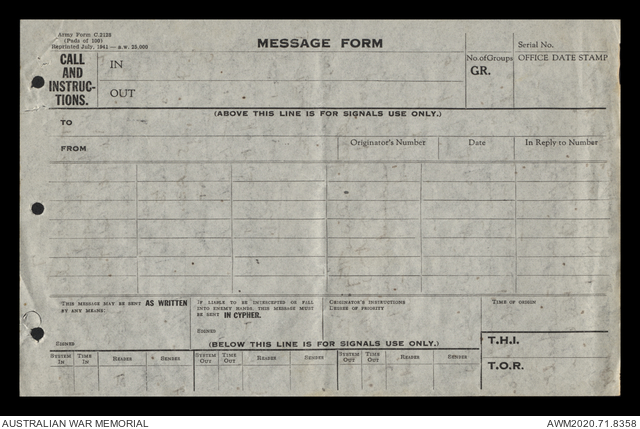 Army Form C.2128
(Pads of 100)
Reprinted July, 1941—s.w. 25,000
MESSAGE FORM
Serial No.
CALL
AND
INSTRUC-
TIONS.
IN
OUT
No. of Groups
GR.
OFFICE DATE STAMP
(ABOVE THIS LINE IS FOR SIGNALS USE ONLY.)
TO
FROM
Originator's Number
Date
In Reply to Number
THIS MESSAGE MAY BE SENT AS WRITTEN
BY ANY MEANS:
SIGNED
IF LIABLE TO BE INTERCEPTED OR FALL
INTO ENEMY HANDS, THIS MESSAGE MUST
BE SENT IN CYPHER.
SIGNED
ORIGINATOR'S INSTRUCTIONS
DEGREE OF PRIORITY
TIME OF ORIGIN
(BELOW THIS LINE IS FOR SIGNALS USE ONLY.)
T.H.I.
T.O.R.
SYSTEM IN
TIME IN
READER
SENDER
SYSTEM OUT
TIME OUT
READER
SENDER
SYSTEM OUT
TIME OUT
READER
SENDER
AUSTRALIAN WAR MEMORIAL
AWM2020.71.8358